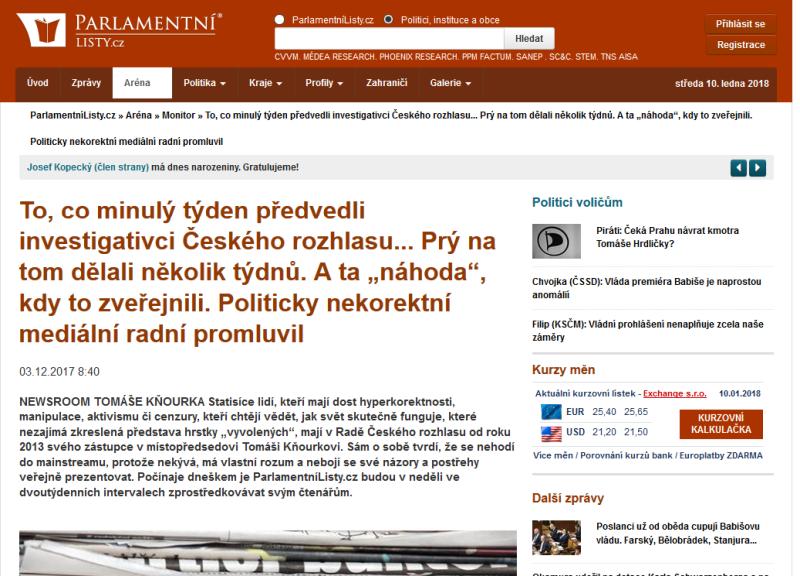 PARLAMENTNÍ®
LISTY.cz
ParlamentníListy.cz Politici, instituce a obce
Hledat
CVVM. MÉDEA RESEARCH. PHOENIX RESEARCH. PPM FACTUM. SANEP . SC&C. STEM. TNS AISA
Přihlásit se
Registrace
Úvod Zprávy Aréna Politika Kraje Profily Zahraničí Galerie středa 10. ledna 2018
ParlamentníListy.cz » Aréna » Monitor » To, co minulý týden předvedli investigativci Českého rozhlasu... Prý na tom dělali několik týdnů. A ta „náhoda“, kdy to zveřejnili.
Politicky nekorektní mediální radní promluvil
Josef Kopecký (člen strany) má dnes narozeniny. Gratulujeme!
To, co minulý týden předvedli
investigativci Českého rozhlasu... Prý na
tom dělali několik týdnů. A ta „náhoda“,
kdy to zveřejnili. Politicky nekorektní
mediální radní promluvil
03.12.2017 8:40
NEWSROOM TOMÁŠE KŇOURKA Statisíce lidí, kteří mají dost hyperkorektnosti,
manipulace, aktivismu či cenzury, kteří chtějí vědět, jak svět skutečně funguje, které
nezajímá zkreslená představa hrstky „vyvolených“, mají v Radě Českého rozhlasu od roku
2013 svého zástupce v místopředsedovi Tomáši Kňourkovi. Sám o sobě tvrdí, že se nehodí
do mainstreamu, protože nekývá, má vlastní rozum a nebojí se své názory a postřehy
veřejně prezentovat. Počínaje dneškem je ParlamentníListy.cz budou v neděli ve
dvoutýdenních intervalech zprostředkovávat svým čtenářům.
Politici voličům
Piráti: Čeká Prahu návrat kmotra
Tomáše Hrdličky?
Chvojka (ČSSD): Vláda premiéra Babiše je naprostou
anomálií
Filip (KSČM): Vládní prohlášení nenaplňuje zcela naše
záměry
Kurzy měn
Aktuální kurzovní lístek - Exchange s.r.o. 10.01.2018
EUR 25,40 25,65
USD 21,20 21,50
KURZOVNÍ
KALKULAČKA
Více měn / Porovnání kurzů bank / Europlatby ZDARMA
Další zprávy
Poslanci už od oběda cupují Babišovu
vládu. Farský, Bělobrádek, Stanjura...